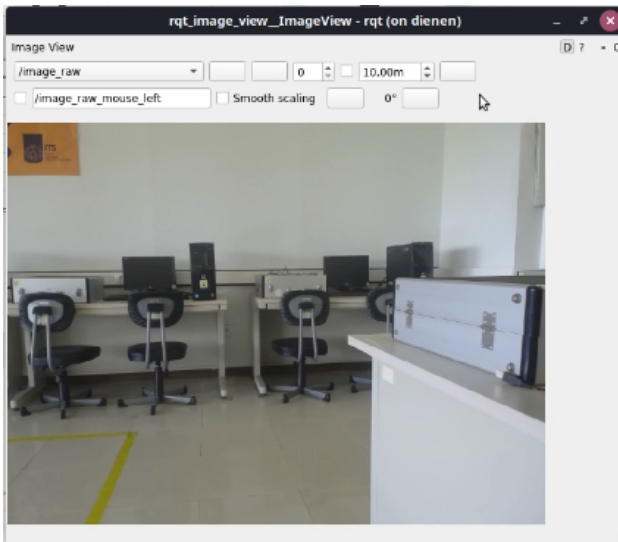 rqt_image_view__ImageView - rqt (on dienen)
Image View
D ?
/image_raw
0
10.00m
/image_raw_mouse_left
Smooth scaling
0°
ITS